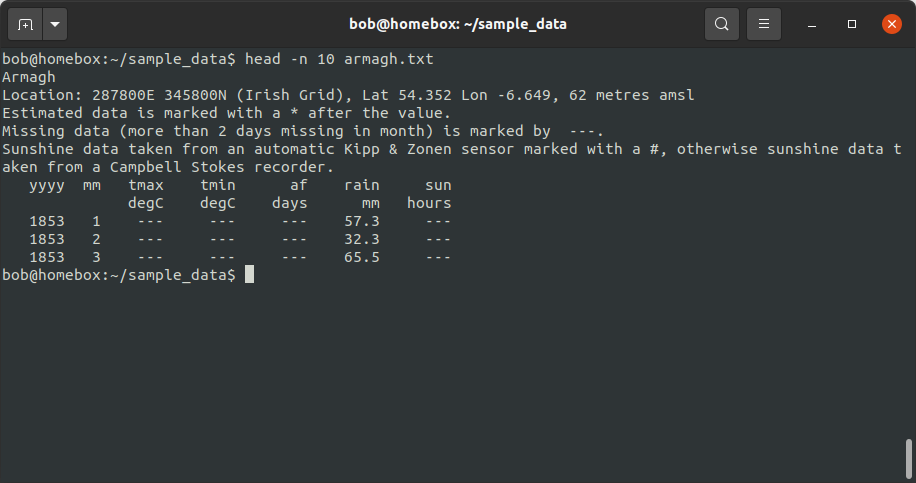 bob@homebox: ~/sample_data
bob@homebox:~/sample_data$ head -n 10 armagh.txt
Armagh
Location: 287800E 345800N (Irish Grid), Lat 54.352 Lon -6.649, 62 metres amsl
Estimated data is marked with a * after the value.
Missing data (more than 2 days missing in month) is marked by  ---.
Sunshine data taken from an automatic Kipp & Zonen sensor marked with a #, otherwise sunshine data t
aken from a Campbell Stokes recorder.
   yyyy  mm   tmax    tmin      af    rain     sun
              degC    degC    days      mm   hours
   1853   1    ---     ---     ---    57.3     ---
   1853   2    ---     ---     ---    32.3     ---
   1853   3    ---     ---     ---    65.5     ---
bob@homebox:~/sample_data$